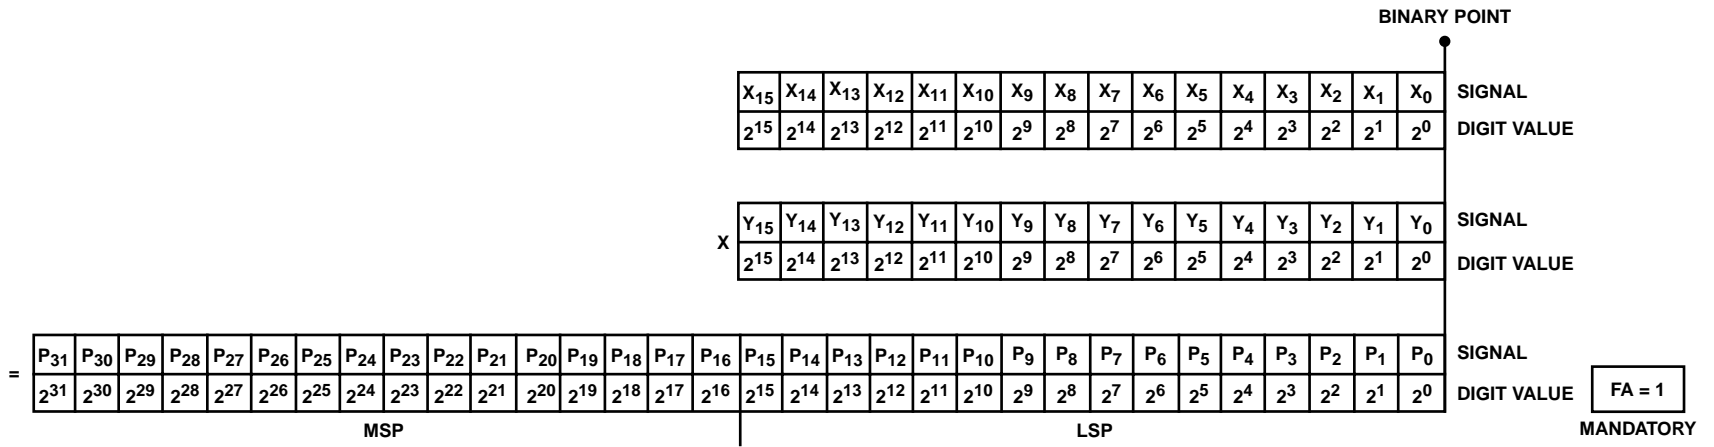 BINARY POINT
X15 X14 X13 X12 X11 X10 X9 X8 X7 X6 X5 X4 X3 X2 X1 X0 SIGNAL
2^15 2^14 2^13 2^12 2^11 2^10 2^9 2^8 2^7 2^6 2^5 2^4 2^3 2^2 2^1 2^0 DIGIT VALUE
Y15 Y14 Y13 Y12 Y11 Y10 Y9 Y8 Y7 Y6 Y5 Y4 Y3 Y2 Y1 Y0 SIGNAL
X
2^15 2^14 2^13 2^12 2^11 2^10 2^9 2^8 2^7 2^6 2^5 2^4 2^3 2^2 2^1 2^0 DIGIT VALUE
P31 P30 P29 P28 P27 P26 P25 P24 P23 P22 P21 P20 P19 P18 P17 P16 P15 P14 P13 P12 P11 P10 P9 P8 P7 P6 P5 P4 P3 P2 P1 P0 SIGNAL
=
2^31 2^30 2^29 2^28 2^27 2^26 2^25 2^24 2^23 2^22 2^21 2^20 2^19 2^18 2^17 2^16 2^15 2^14 2^13 2^12 2^11 2^10 2^9 2^8 2^7 2^6 2^5 2^4 2^3 2^2 2^1 2^0 DIGIT VALUE FA = 1
MSP LSP MANDATORY